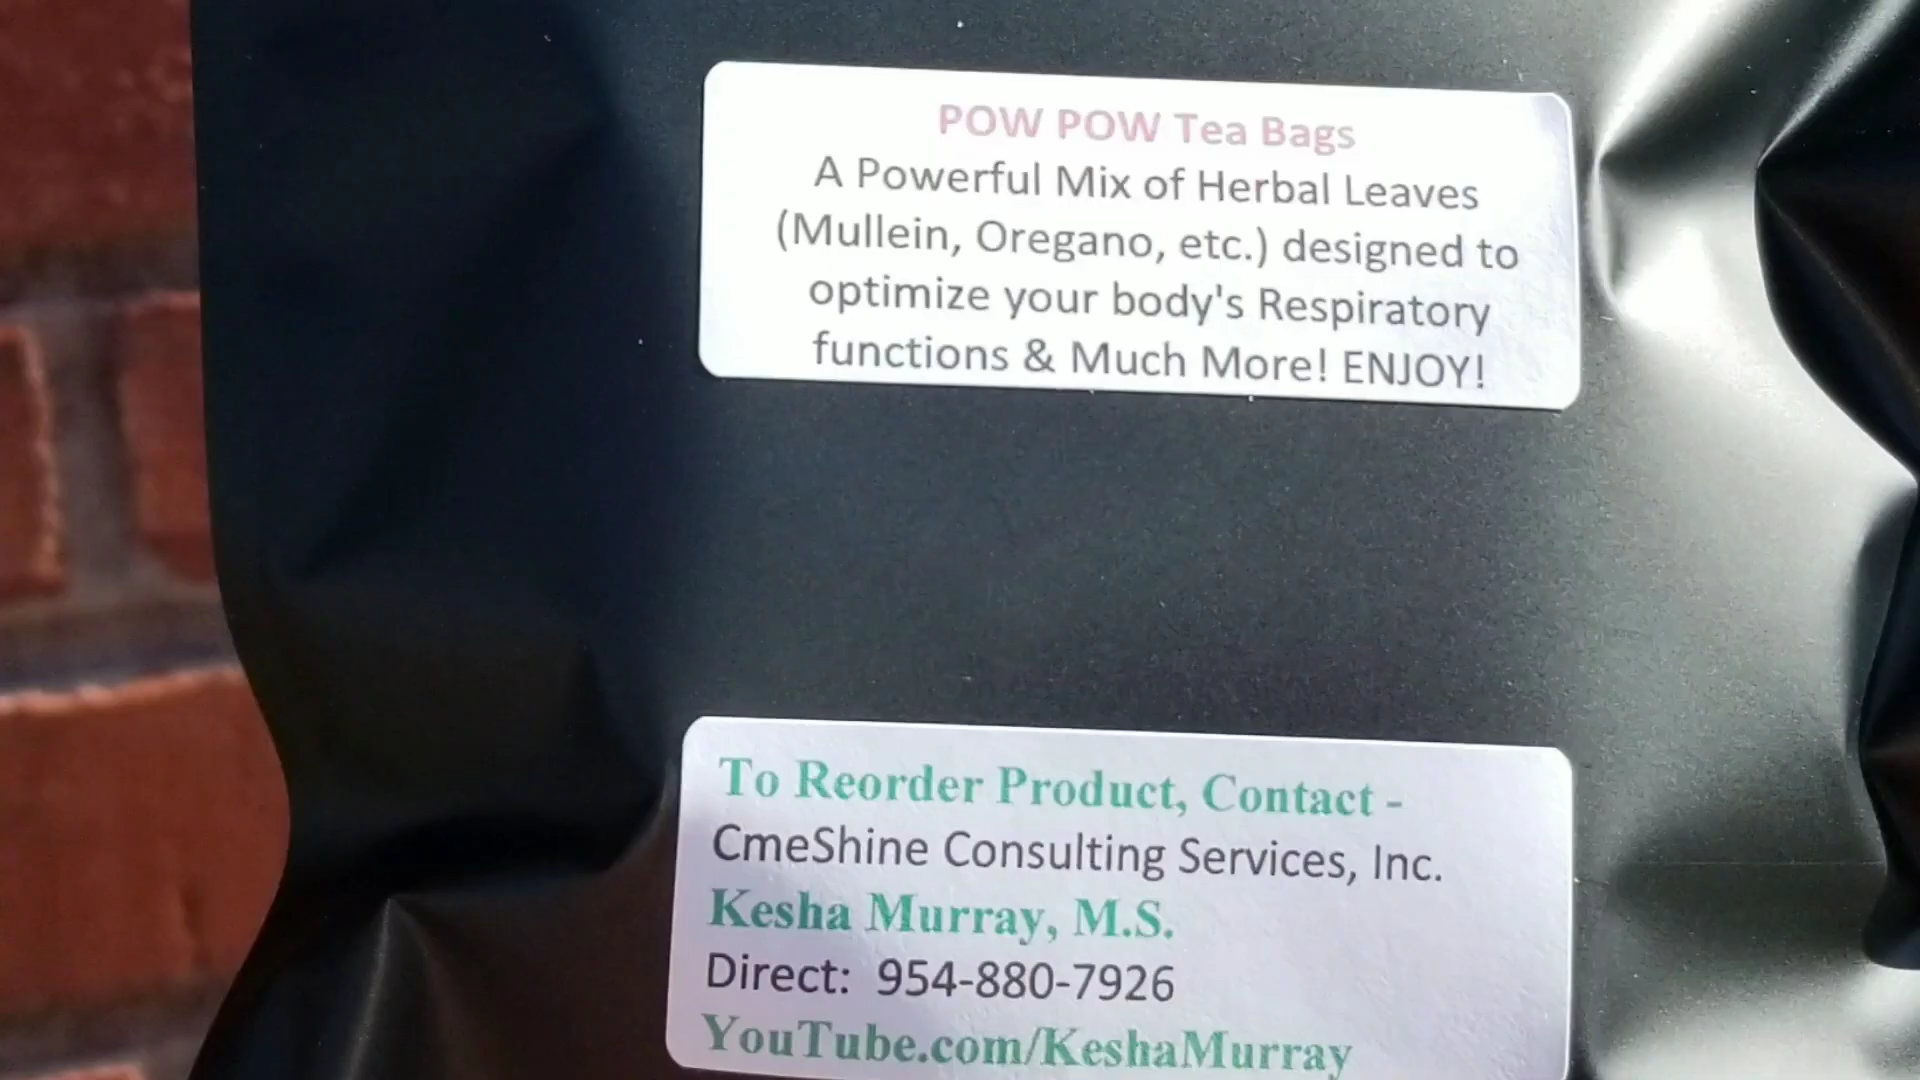 POW POW Tea Bags
A Powerful Mix of Herbal Leaves
(Mullein, Oregano, etc.) designed to
optimize your body's Respiratory
functions & Much More! ENJOY!
To Reorder Product, Contact -
CmeShine Consulting Services, Inc.
Kesha Murray, M.S.
Direct: 954-880-7926
YouTube.com/KeshaMurray